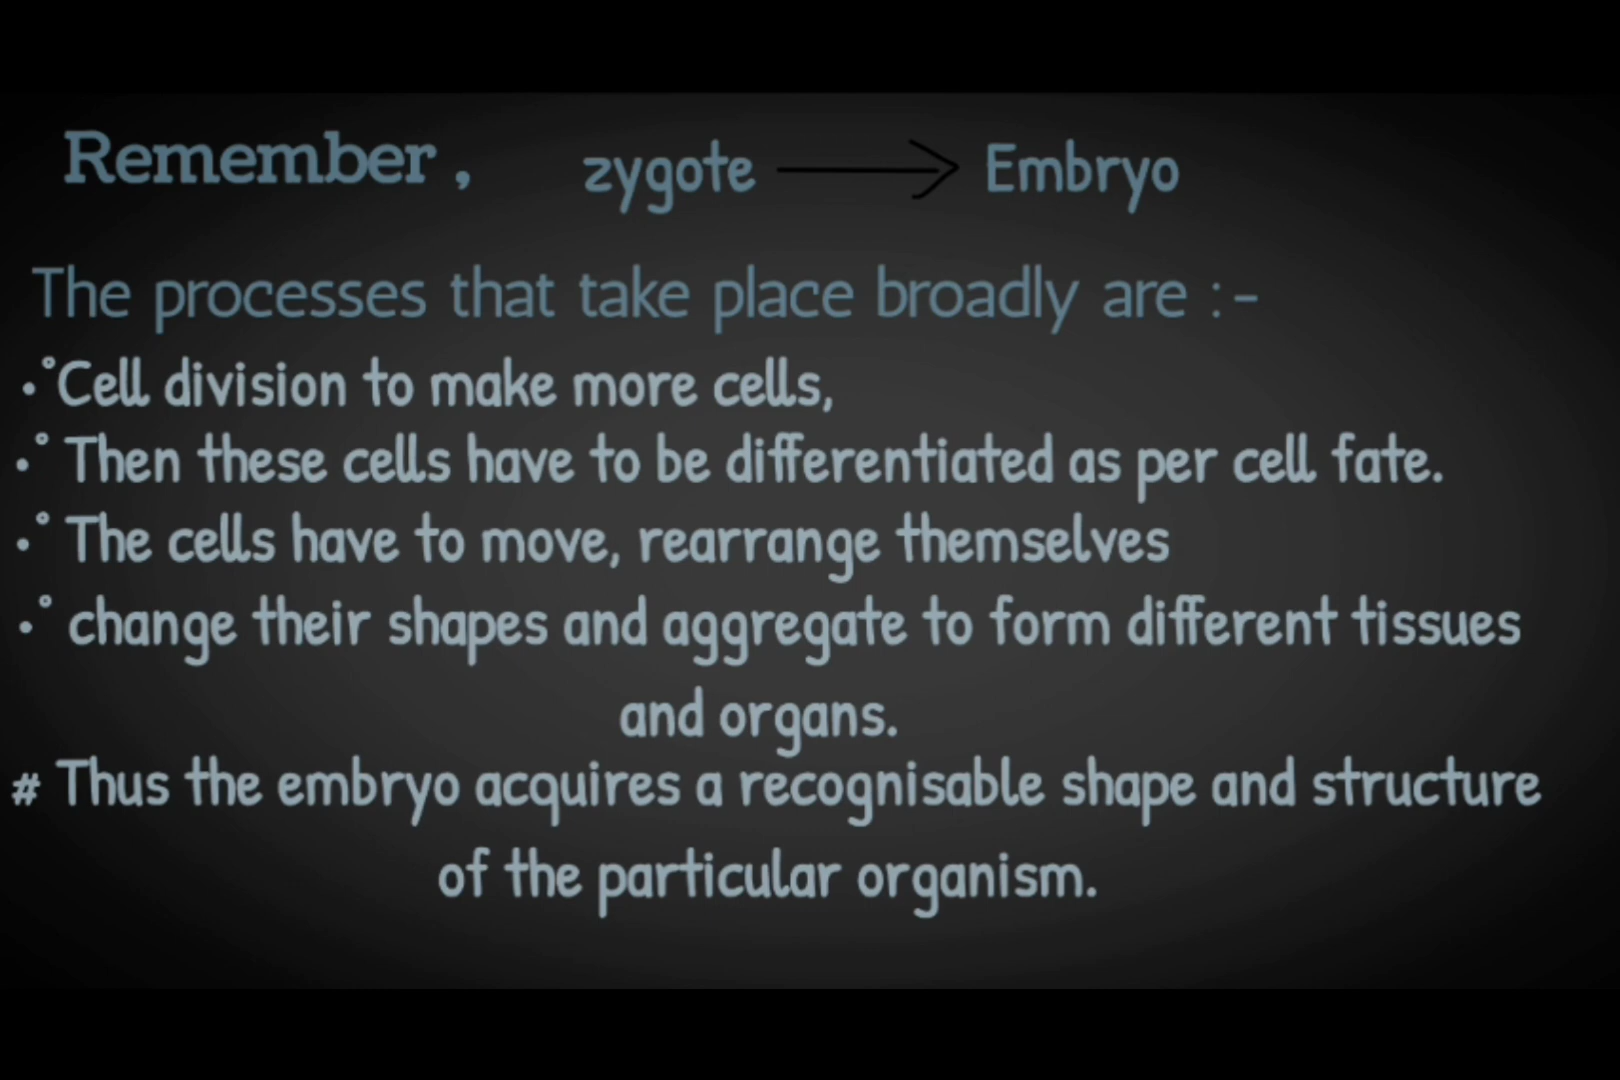 Remember , zygote ⟶ Embryo
The processes that take place broadly are :-
•°Cell division to make more cells,
•° Then these cells have to be differentiated as per cell fate.
•° The cells have to move, rearrange themselves
•° change their shapes and aggregate to form different tissues
and organs.
# Thus the embryo acquires a recognisable shape and structure
of the particular organism.